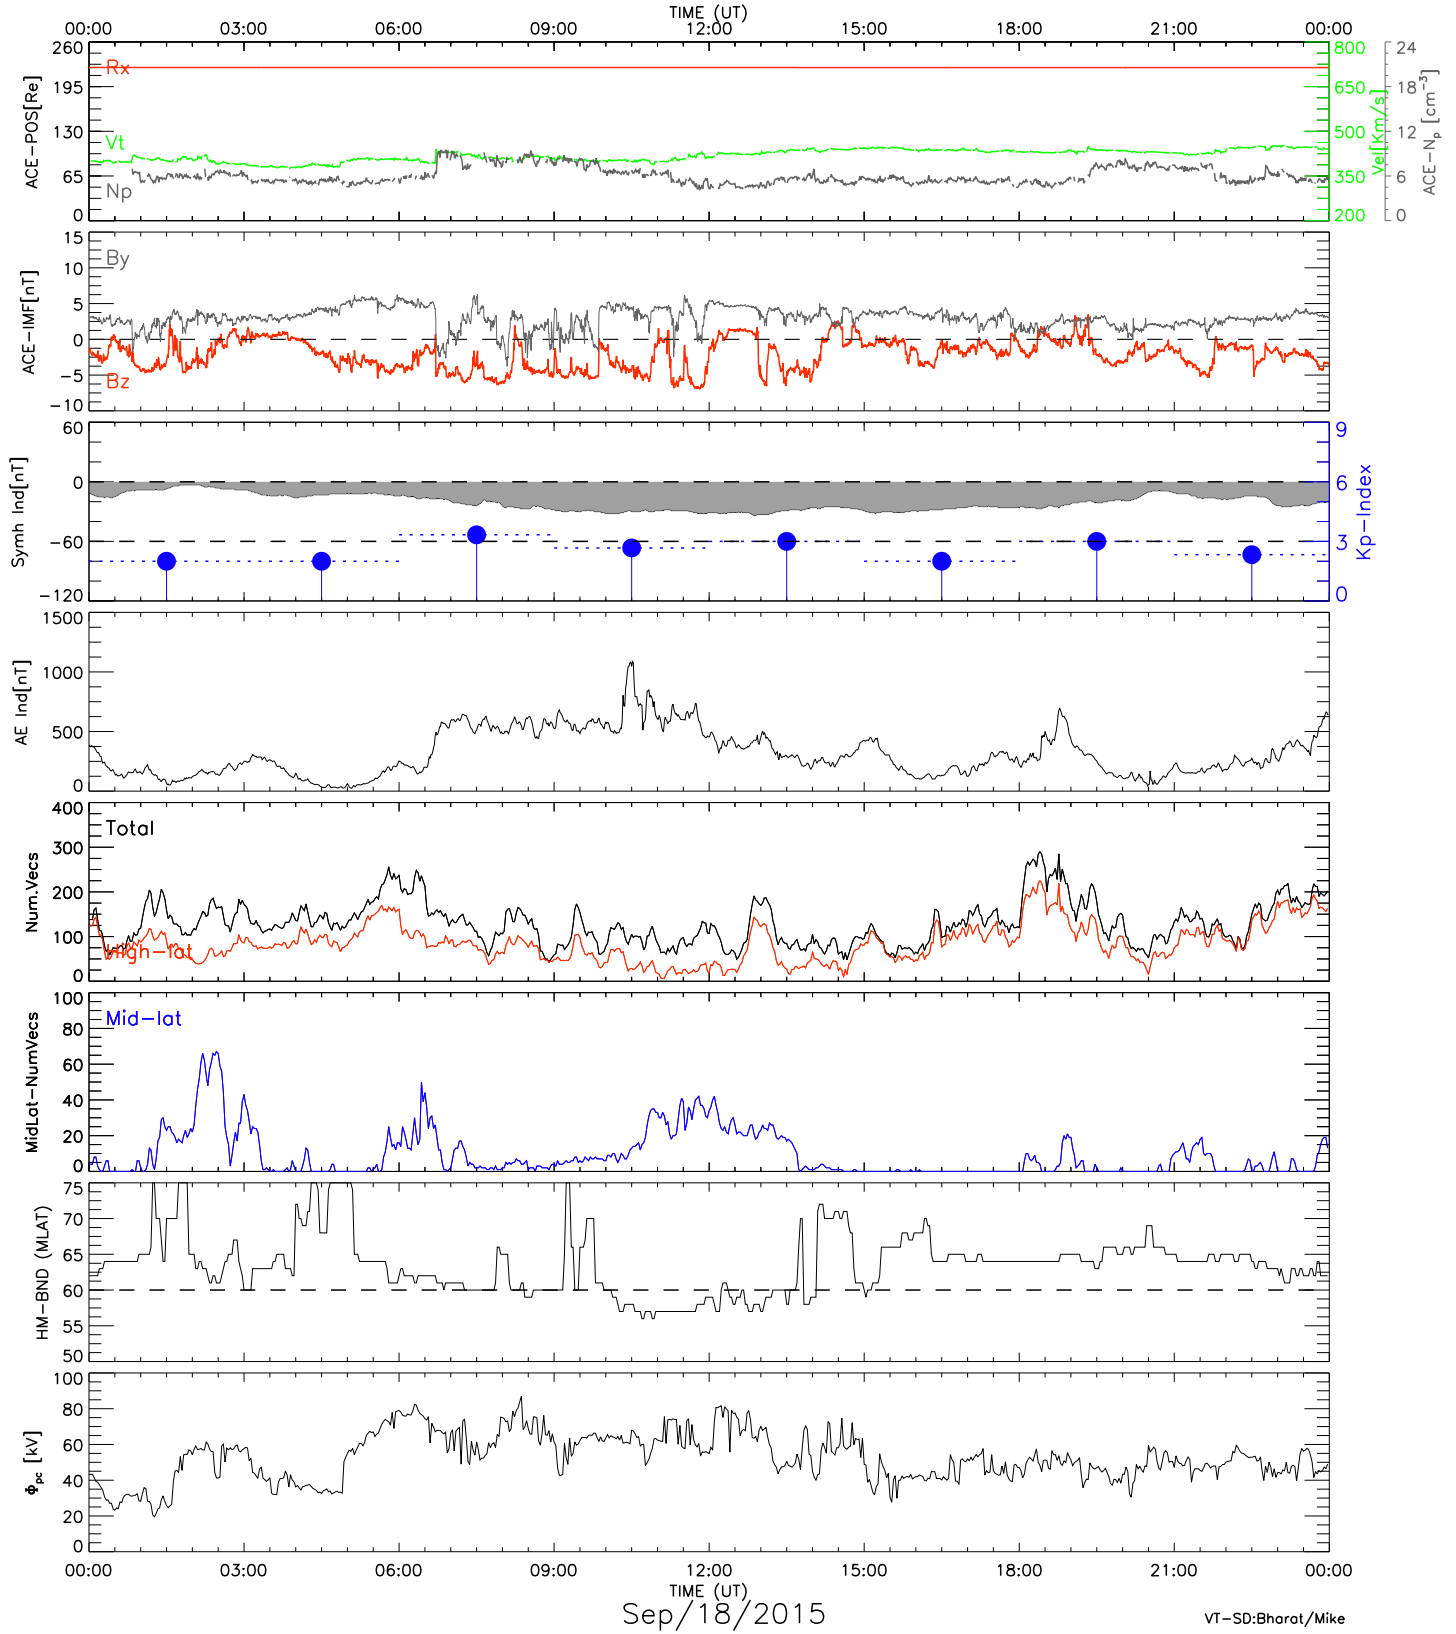 TIME (UT)
00:00 03:00 06:00 09:00 12:00 15:00 18:00 21:00 00:00
260 195 130 65 0
ACE-POS[Re]
Rx
Vt
Np
800 650 500 350 200
Vel[Km/s]
24 18 12 6 0
ACE-Np [cm-3]
15 10 5 0 -5 -10
ACE-IMF[nT]
By
Bz
60 0 -60 -120
Symh Ind[nT]
9 6 3 0
Kp-Index
1500 1000 500 0
AE Ind[nT]
400 300 200 100 0
Num.Vecs
Total
High-lat
100 80 60 40 20 0
MidLat-NumVecs
Mid-lat
75 70 65 60 55 50
HM-BND (MLAT)
100 80 60 40 20 0
Φpc [kV]
00:00 03:00 06:00 09:00 12:00 15:00 18:00 21:00 00:00
TIME (UT)
Sep/18/2015
VT-SD:Bharat/Mike